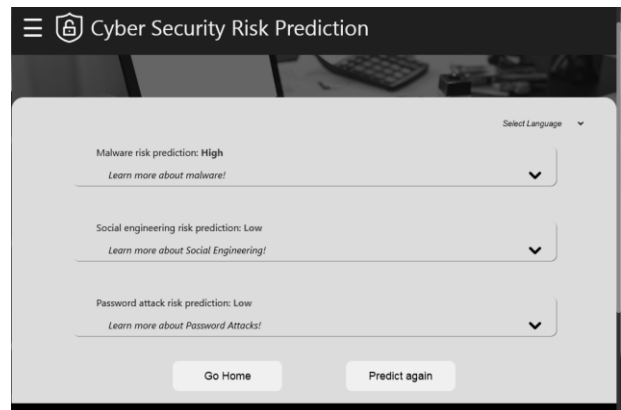 Cyber Security Risk Prediction
Select Language
Malware risk prediction: High
Learn more about malware!
Social engineering risk prediction: Low
Learn more about Social Engineering!
Password attack risk prediction: Low
Learn more about Password Attacks!
Go Home
Predict again